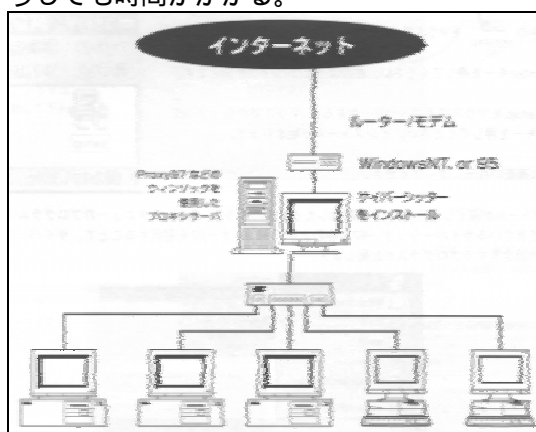 うしても時間がかかる。
インターネット
ルーター/モデム
WindowsNT, or 95
Proxy97などの
ウィンソックを
使用した
プロキシサーバ
サイバーシッター
をインストール